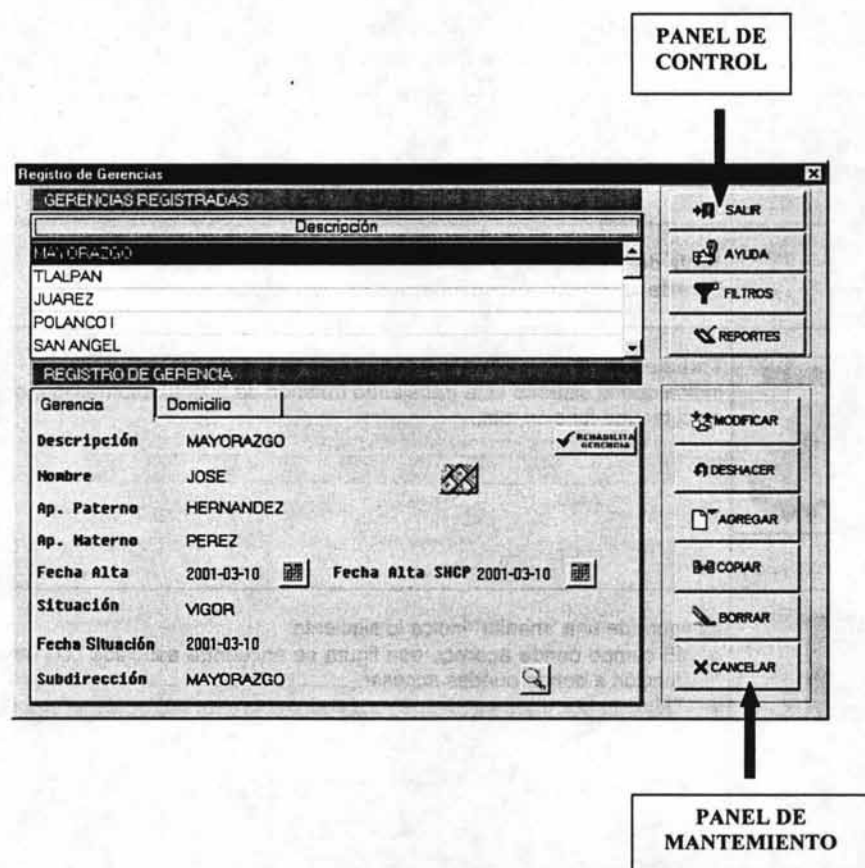 PANEL DE
CONTROL
Registro de Gerencias
GERENCIAS REGISTRADAS
Descripción
MAYORAZGO
TLALPAN
JUAREZ
POLANCO I
SAN ANGEL
SALIR
AYUDA
FILTROS
REPORTES
REGISTRO DE GERENCIA
Gerencia Domicilio
Descripción MAYORAZGO
REHABILITA
GERENCIA
Nombre JOSE
Ap. Paterno HERNANDEZ
Ap. Materno PEREZ
Fecha Alta 2001-03-10 Fecha Alta SHCP 2001-03-10
Situación VIGOR
Fecha Situación 2001-03-10
Subdirección MAYORAZGO
MODIFICAR
DESHACER
AGREGAR
COPIAR
BORRAR
CANCELAR
PANEL DE
MANTEMIENTO